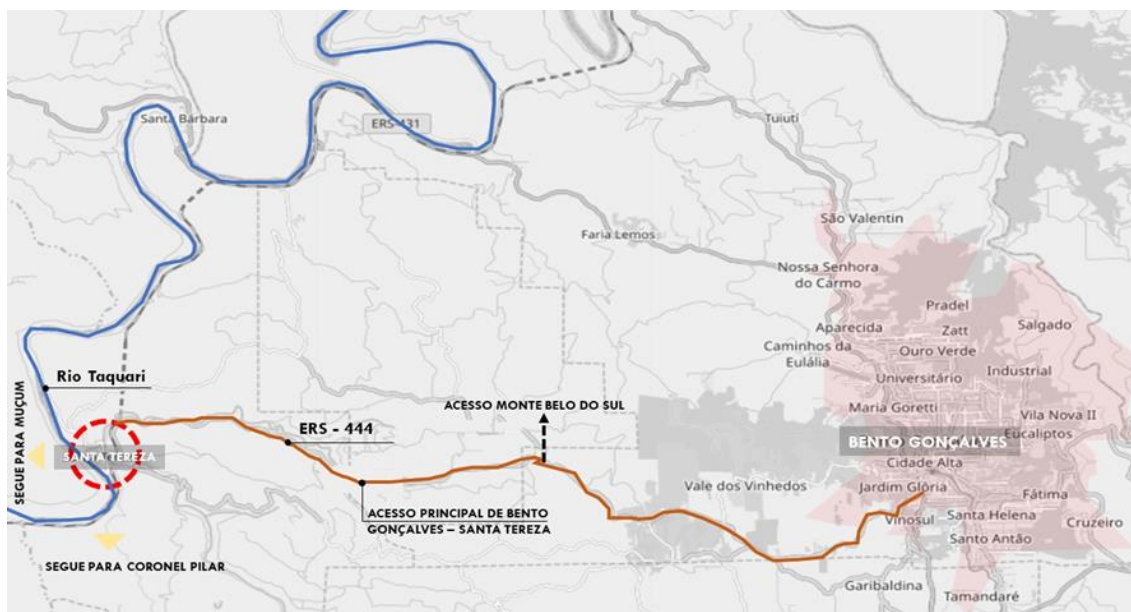 Santa Bárbara
ERS-431
Tuiuti
São Valentin
Faria Lemos
Nossa Senhora
do Carmo
Pradel
Aparecida
Zatt
Salgado
Caminhos da
Eulália
Ouro Verde
Rio Taquari
Universitário
Industrial
ACESSO MONTE BELO DO SUL
Maria Goretti
Vila Nova II
ERS - 444
Eucaliptos
BENTO GONÇALVES
SEGUE PARA MUÇUM
SANTA TEREZA
Cidade Alta
Vale dos Vinhedos
Jardim Glória
Fátima
ACESSO PRINCIPAL DE BENTO
GONÇALVES – SANTA TEREZA
Vinosul
Santa Helena
Cruzeiro
Santo Antão
SEGUE PARA CORONEL PILAR
Garibaldina
Tamandaré